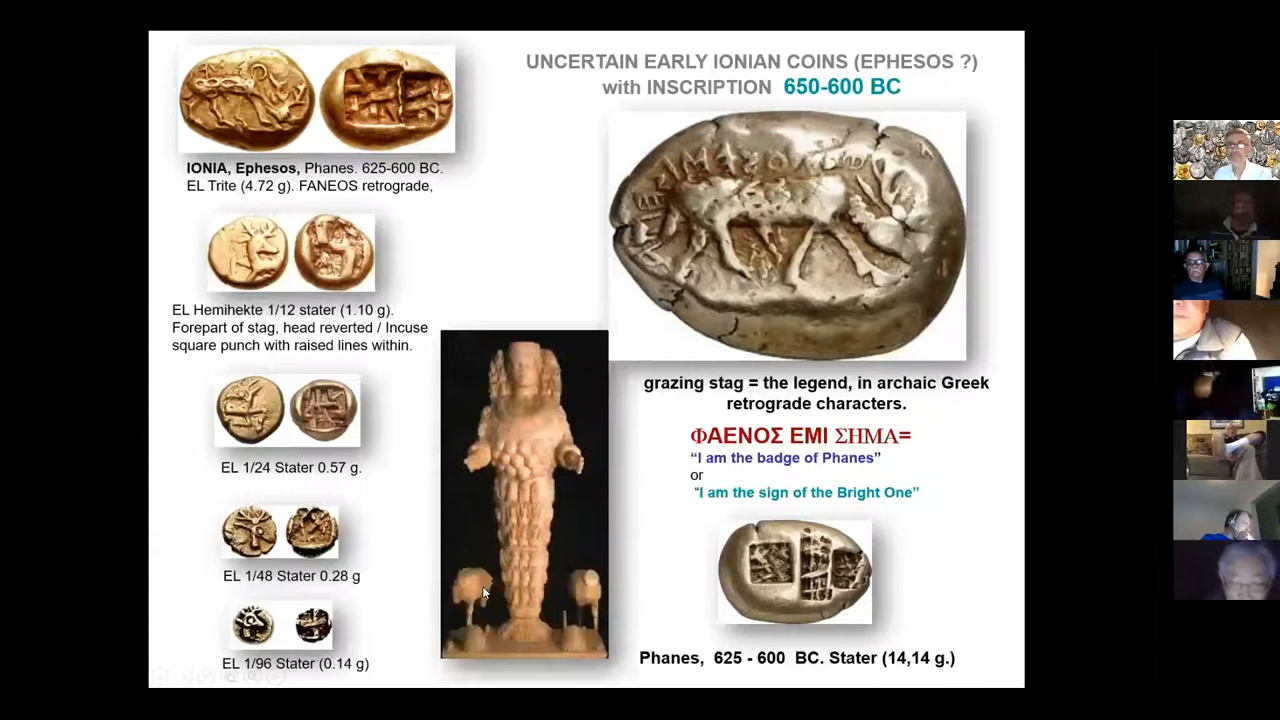 UNCERTAIN EARLY IONIAN COINS (EPHESOS ?)
with INSCRIPTION 650-600 BC
IONIA, Ephesos, Phanes. 625-600 BC.
EL Trite (4.72 g). FANEOS retrograde,
EL Hemihekte 1/12 stater (1.10 g).
Forepart of stag, head reverted / Incuse
square punch with raised lines within.
EL 1/24 Stater 0.57 g.
EL 1/48 Stater 0.28 g
EL 1/96 Stater (0.14 g)
grazing stag = the legend, in archaic Greek
retrograde characters.
ΦΑΕΝΟΣ ΕΜΙ ΣΗΜΑ=
“I am the badge of Phanes”
or
“I am the sign of the Bright One”
Phanes, 625 - 600 BC. Stater (14,14 g.)